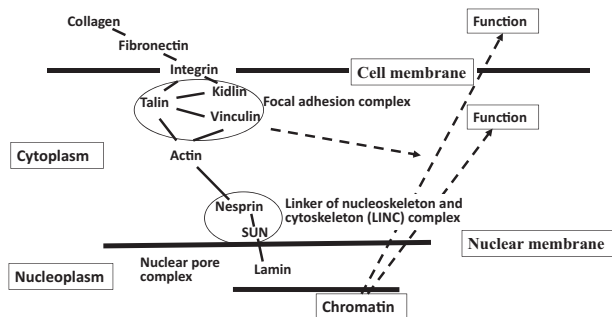 Collagen
Function
Fibronectin
Integrin
Cell membrane
Kidlin
Talin
Focal adhesion complex
Vinculin
Function
Cytoplasm
Actin
Nesprin
Linker of nucleoskeleton and
cytoskeleton (LINC) complex
SUN
Nuclear membrane
Nuclear pore
complex
Lamin
Nucleoplasm
Chromatin